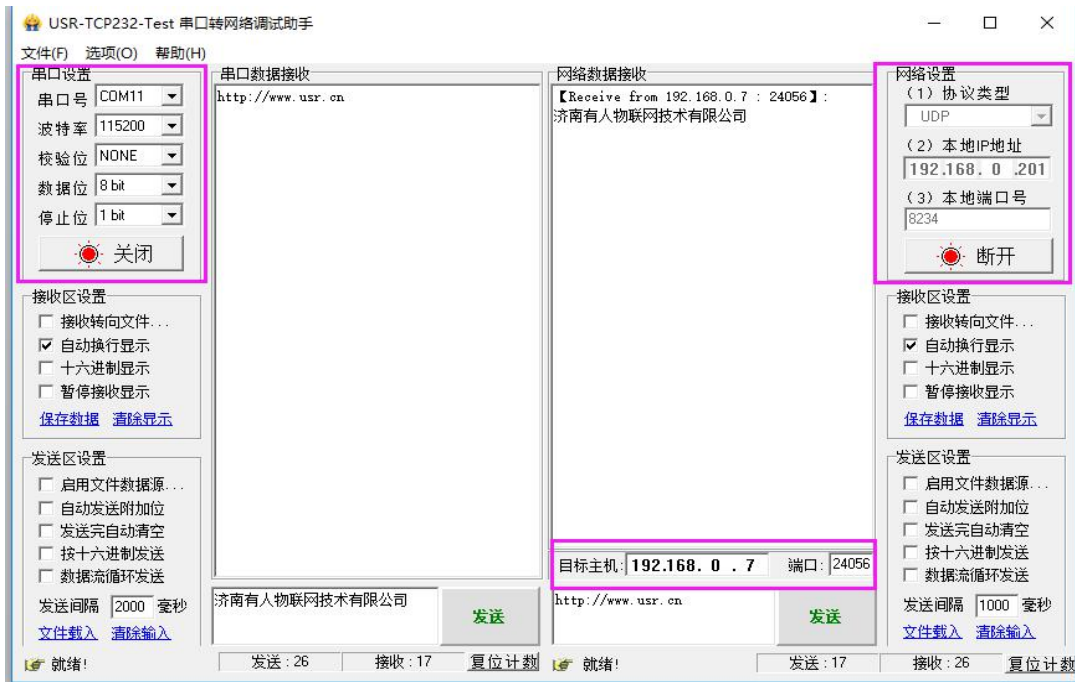 USR-TCP232-Test 串口转网络调试助手
文件(F) 选项(O) 帮助(H)
串口设置
串口号 COM11
波特率 115200
校验位 NONE
数据位 8 bit
停止位 1 bit
关闭
接收区设置
接收转向文件...
自动换行显示
十六进制显示
暂停接收显示
保存数据 清除显示
发送区设置
启用文件数据源...
自动发送附加位
发送完自动清空
按十六进制发送
数据流循环发送
发送间隔 2000 毫秒
文件载入 清除输入
就绪!
串口数据接收
http://www.usr.cn
济南有人物联网技术有限公司
发送
发送 : 26 接收 : 17 复位计数
网络数据接收
【Receive from 192.168.0.7 : 24056】:
济南有人物联网技术有限公司
目标主机: 192.168. 0 . 7 端口: 24056
http://www.usr.cn
发送
就绪!
发送 : 17 接收 : 26 复位计数
网络设置
(1) 协议类型
UDP
(2) 本地IP地址
192.168. 0 .201
(3) 本地端口号
8234
断开
接收区设置
接收转向文件...
自动换行显示
十六进制显示
暂停接收显示
保存数据 清除显示
发送区设置
启用文件数据源...
自动发送附加位
发送完自动清空
按十六进制发送
数据流循环发送
发送间隔 1000 毫秒
文件载入 清除输入